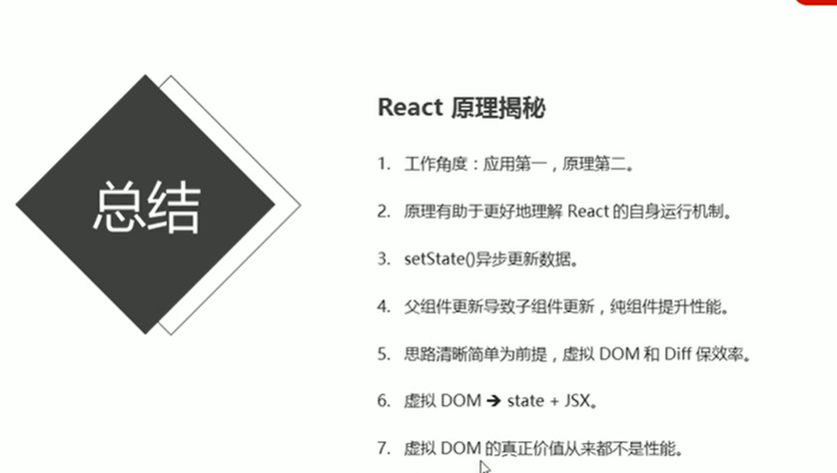 总结
React 原理揭秘
1. 工作角度：应用第一，原理第二。
2. 原理有助于更好地理解 React 的自身运行机制。
3. setState()异步更新数据。
4. 父组件更新导致子组件更新，纯组件提升性能。
5. 思路清晰简单为前提，虚拟 DOM 和 Diff 保效率。
6. 虚拟 DOM → state + JSX。
7. 虚拟 DOM 的真正价值从来都不是性能。